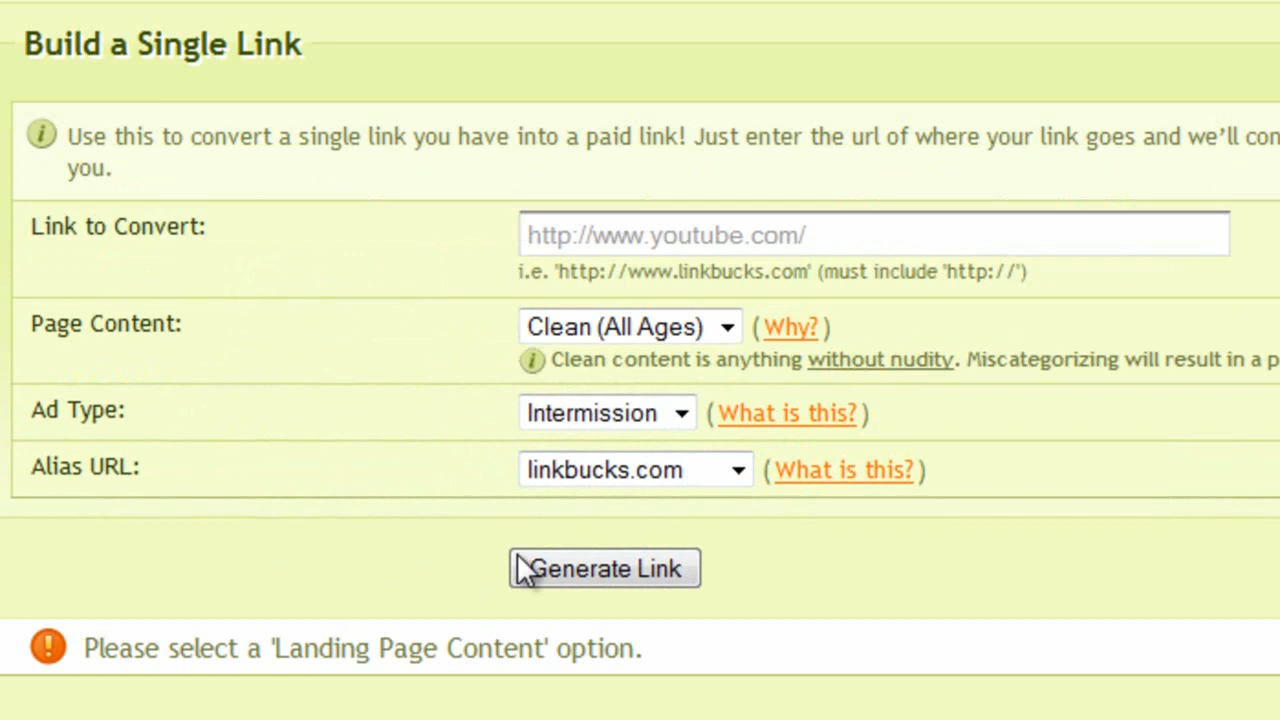 Build a Single Link
Use this to convert a single link you have into a paid link! Just enter the url of where your link goes and we'll
you.
Link to Convert:
http://www.youtube.com/
i.e. 'http://www.linkbucks.com' (must include 'http://')
Page Content:
Clean (All Ages) (Why?)
Clean content is anything without nudity. Miscategorizing will result in a
Ad Type:
Intermission (What is this?)
Alias URL:
linkbucks.com (What is this?)
Generate Link
Please select a 'Landing Page Content' option.